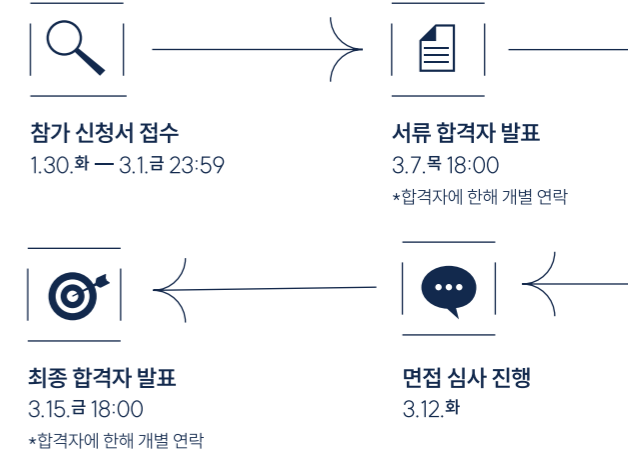 참가 신청서 접수
1.30.화 — 3.1.금 23:59
서류 합격자 발표
3.7.목 18:00
*합격자에 한해 개별 연락
면접 심사 진행
3.12.화
최종 합격자 발표
3.15.금 18:00
*합격자에 한해 개별 연락